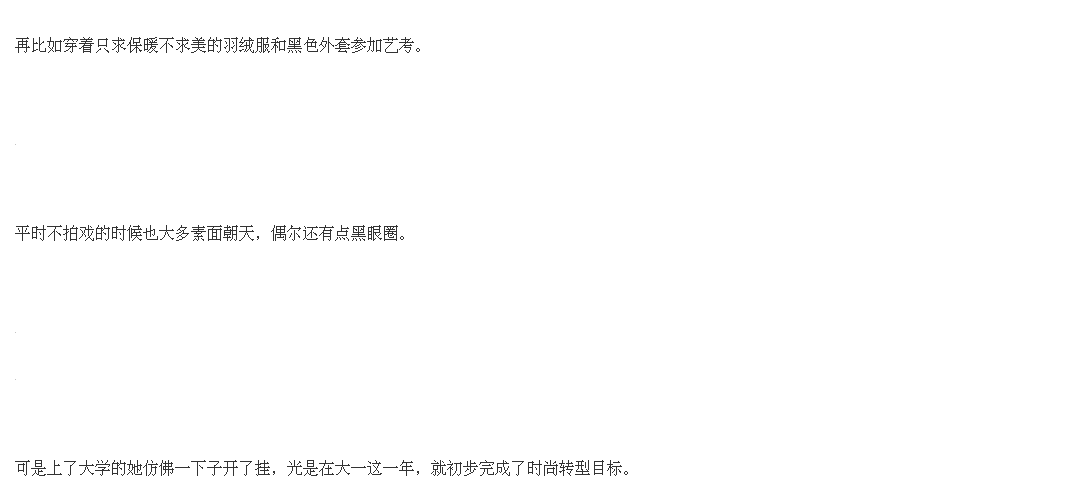 再比如穿着只求保暖不求美的羽绒服和黑色外套参加艺考。
平时不拍戏的时候也大多素面朝天，偶尔还有点黑眼圈。
可是上了大学的她仿佛一下子开了挂，光是在大一这一年，就初步完成了时尚转型目标。